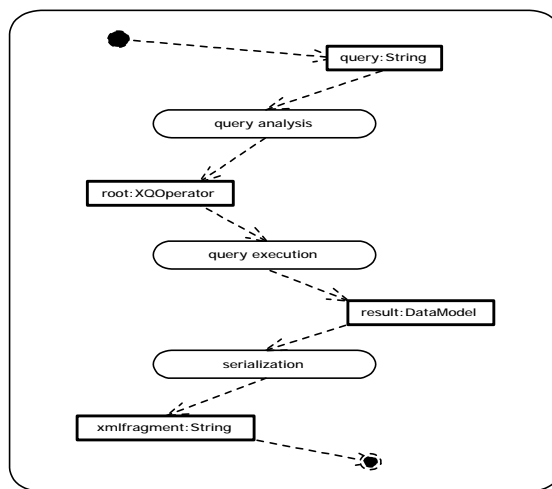 query:String
query analysis
root:XQOperator
query execution
result:DataModel
serialization
xmlfragment:String